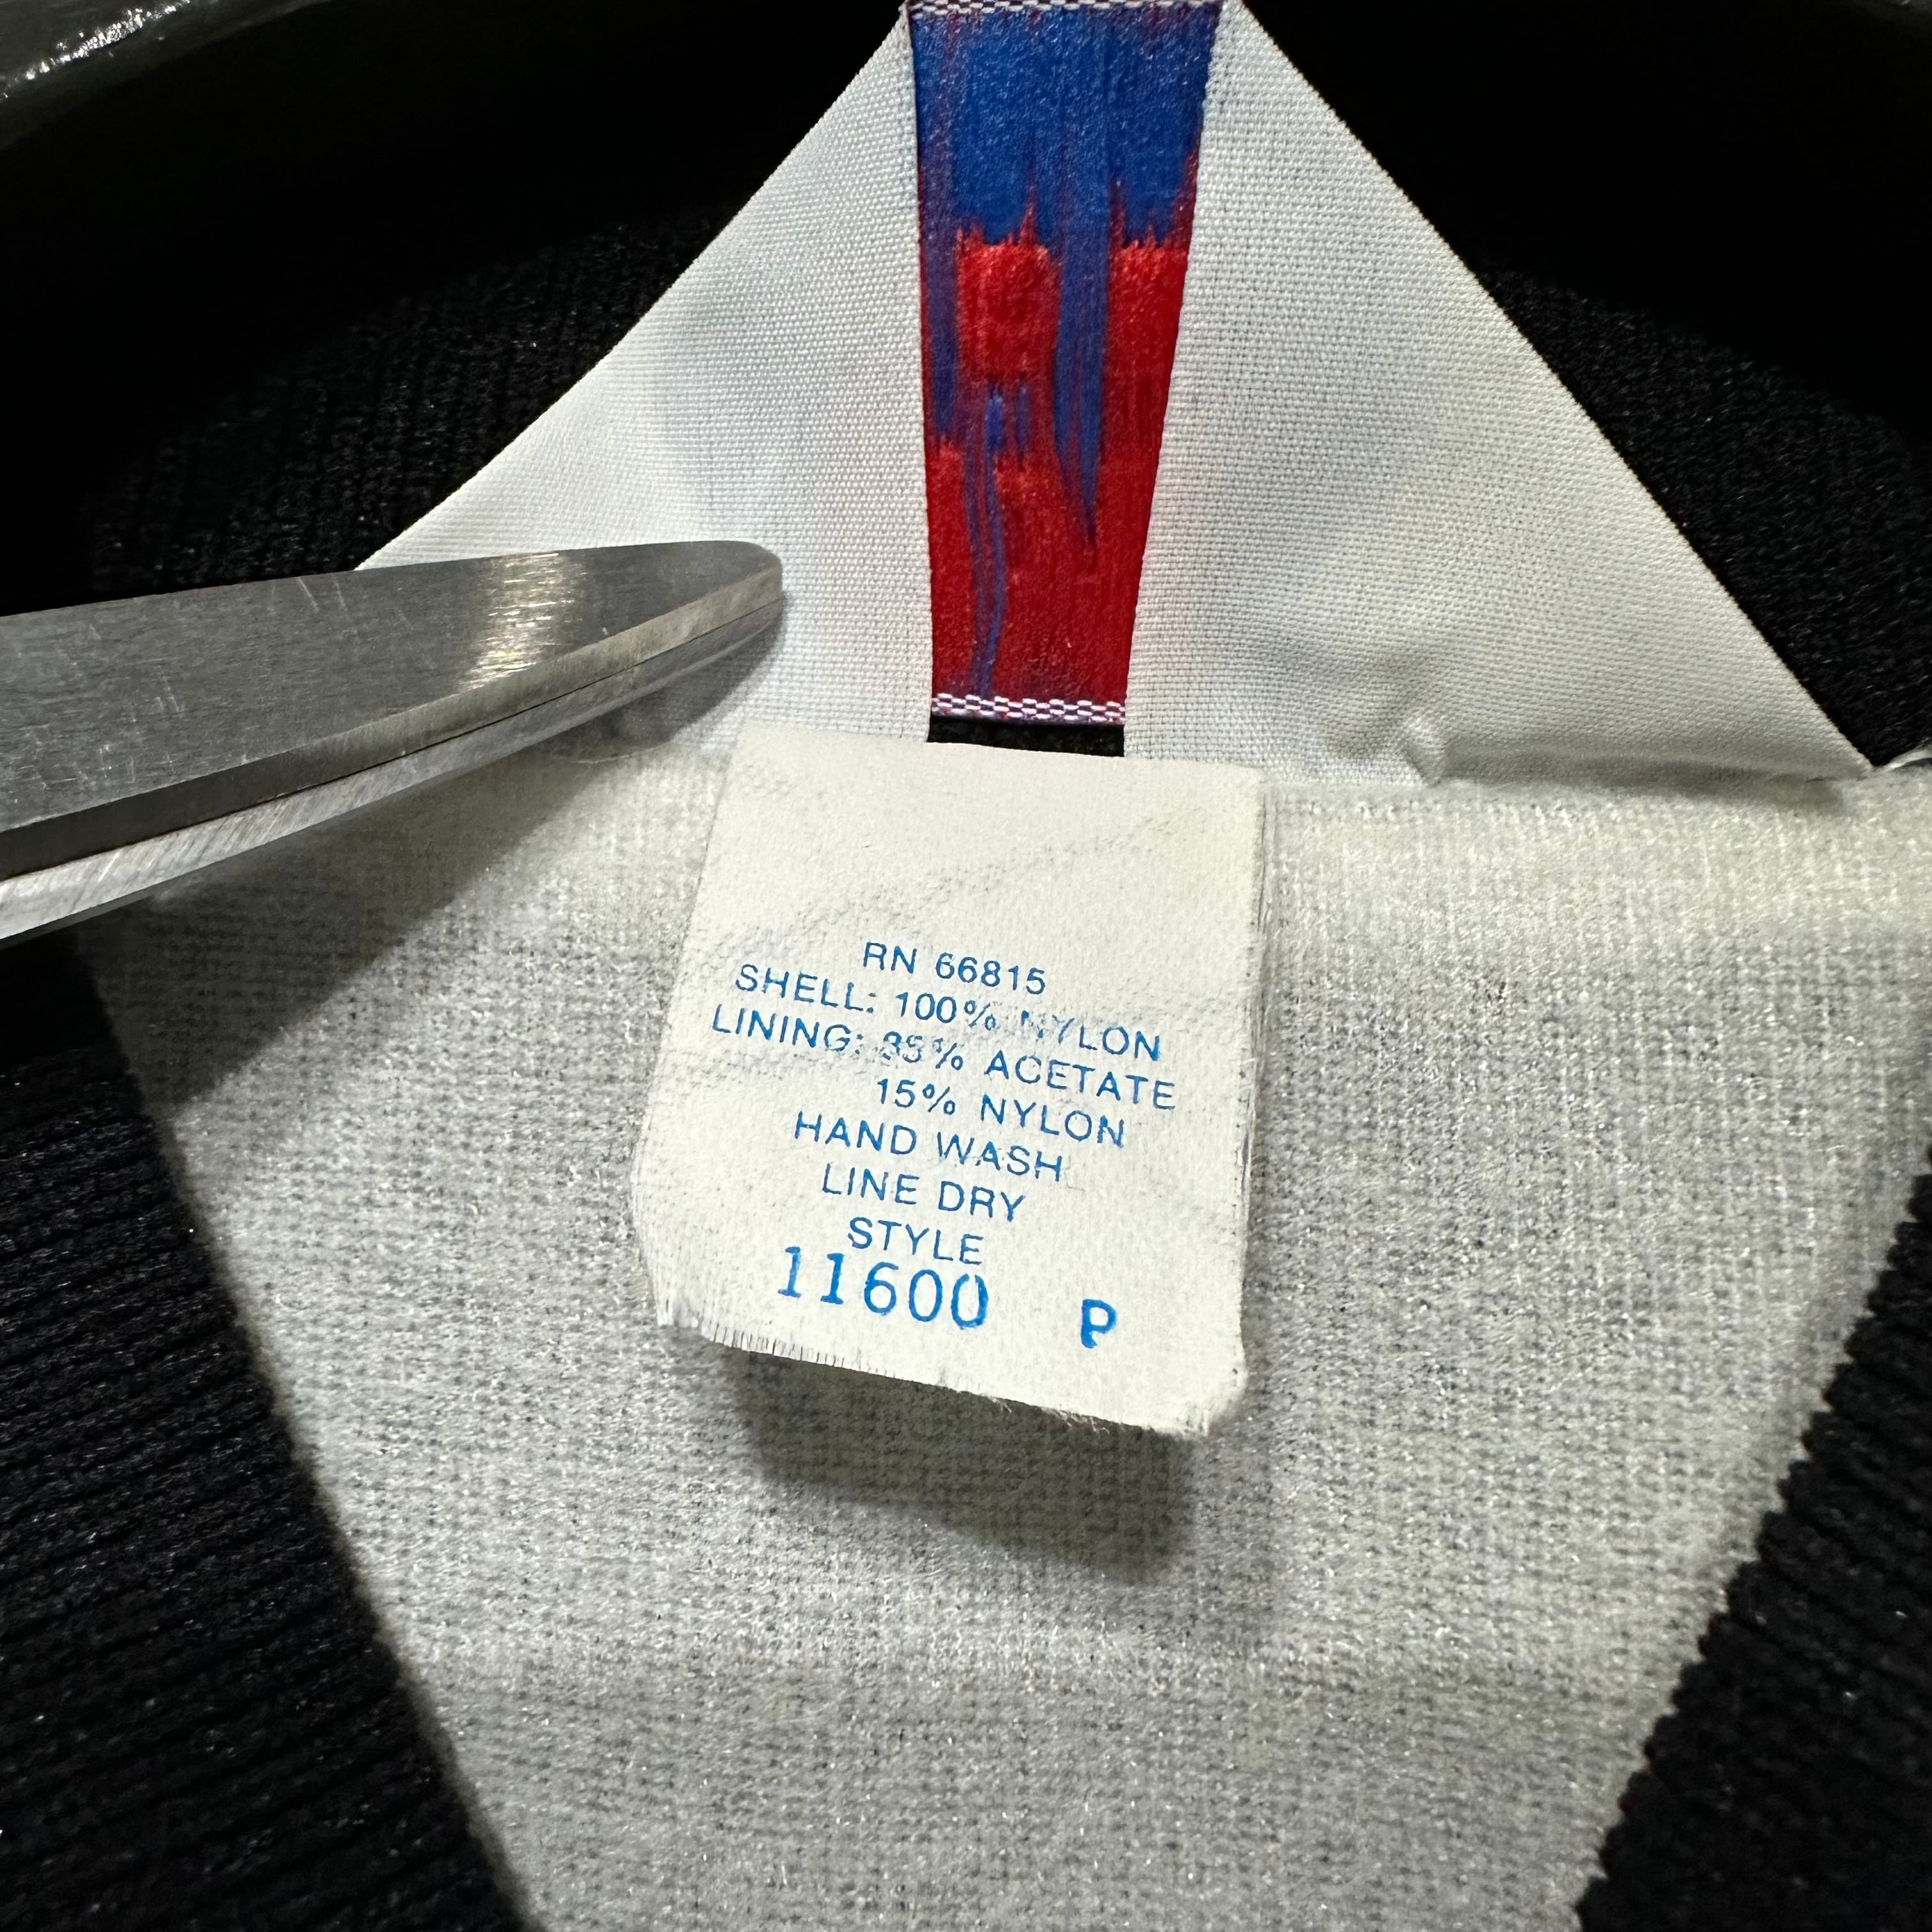 RN 66815
SHELL: 100% NYLON
LINING: 85% ACETATE
15% NYLON
HAND WASH
LINE DRY
STYLE
11600 P